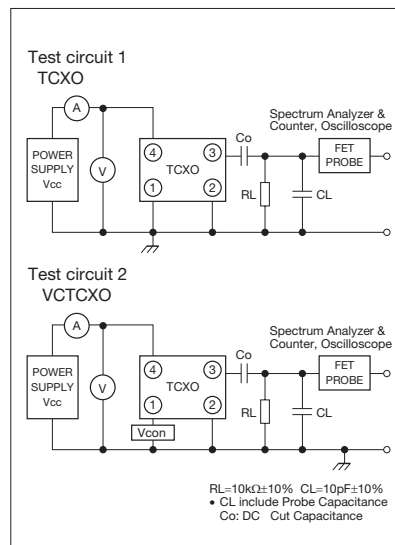 Test circuit 1
TCXO
A
Spectrum Analyzer &
Counter, Oscilloscope
POWER
SUPPLY
Vcc
V
4
3
TCXO
1
2
Co
RL
CL
FET
PROBE
Test circuit 2
VCTCXO
A
Spectrum Analyzer &
Counter, Oscilloscope
POWER
SUPPLY
Vcc
V
4
3
TCXO
1
2
Vcon
Co
RL
CL
FET
PROBE
RL=10kΩ±10% CL=10pF±10%
• CL include Probe Capacitance
Co: DC Cut Capacitance